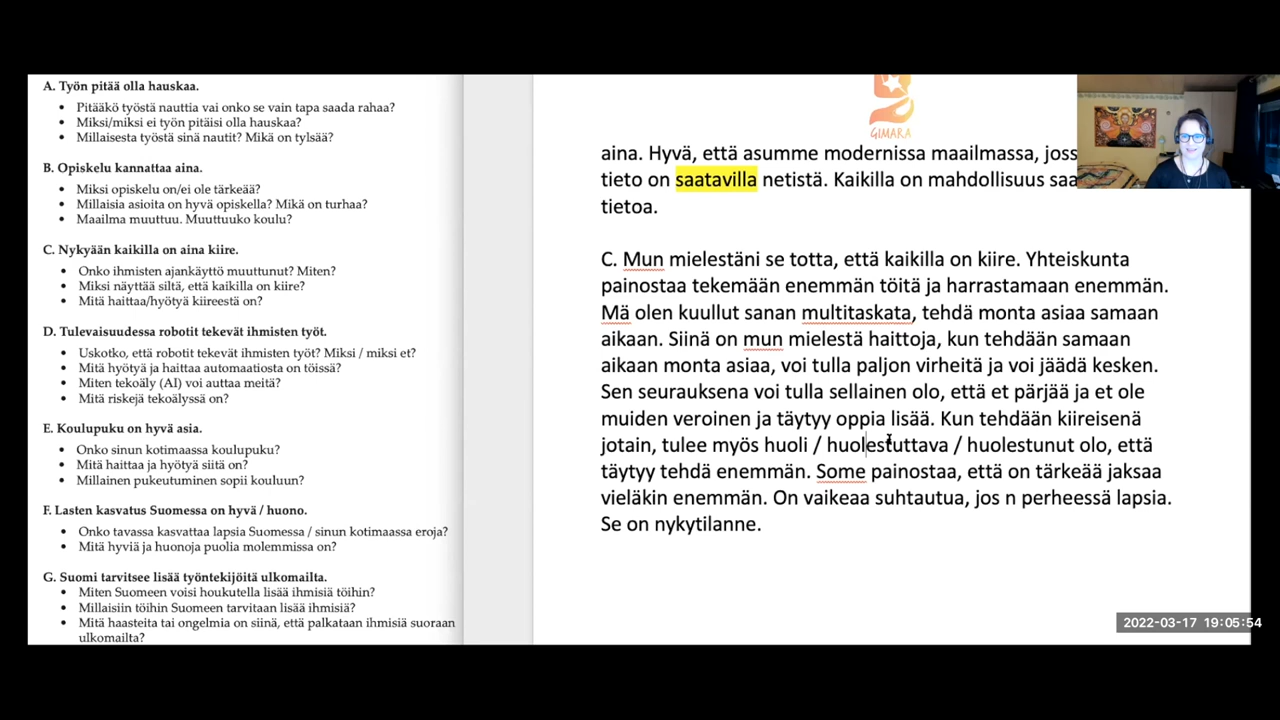 A. Työn pitää olla hauskaa.
• Pitääkö työstä nauttia vai onko se vain tapa saada rahaa?
• Miksi/miksi ei työn pitäisi olla hauskaa?
• Millaisesta työstä sinä nautit? Mikä on tylsää?
B. Opiskelu kannattaa aina.
• Miksi opiskelu on/ei ole tärkeää?
• Millaisia asioita on hyvä opiskella? Mikä on turhaa?
• Maailma muuttuu. Muuttuuko koulu?
C. Nykyään kaikilla on aina kiire.
• Onko ihmisten ajankäyttö muuttunut? Miten?
• Miksi näyttää siltä, että kaikilla on kiire?
• Mitä haittaa/hyötyä kiireestä on?
D. Tulevaisuudessa robotit tekevät ihmisten työt.
• Uskotko, että robotit tekevät ihmisten työt? Miksi / miksi et?
• Mitä hyötyä ja haittaa automaatiosta on töissä?
• Miten tekoäly (AI) voi auttaa meitä?
• Mitä riskejä tekoälyssä on?
E. Koulupuku on hyvä asia.
• Onko sinun kotimaassa koulupuku?
• Mitä haittaa ja hyötyä siitä on?
• Millainen pukeutuminen sopii kouluun?
F. Lasten kasvatus Suomessa on hyvä / huono.
• Onko tavassa kasvattaa lapsia Suomessa / sinun kotimaassa eroja?
• Mitä hyviä ja huonoja puolia molemmissa on?
G. Suomi tarvitsee lisää työntekijöitä ulkomailta.
• Miten Suomeen voisi houkutella lisää ihmisiä töihin?
• Millaisiin töihin Suomeen tarvitaan lisää ihmisiä?
• Mitä haasteita tai ongelmia on siinä, että palkataan ihmisiä suoraan
ulkomailta?
GIMARA
aina. Hyvä, että asumme modernissa maailmassa, joss
tieto on saatavilla netistä. Kaikilla on mahdollisuus saa
tietoa.
C. Mun mielestäni se totta, että kaikilla on kiire. Yhteiskunta
painostaa tekemään enemmän töitä ja harrastamaan enemmän.
Mä olen kuullut sanan multitaskata, tehdä monta asiaa samaan
aikaan. Siinä on mun mielestä haittoja, kun tehdään samaan
aikaan monta asiaa, voi tulla paljon virheitä ja voi jäädä kesken.
Sen seurauksena voi tulla sellainen olo, että et pärjää ja et ole
muiden veroinen ja täytyy oppia lisää. Kun tehdään kiireisenä
jotain, tulee myös huoli / huolestuttava / huolestunut olo, että
täytyy tehdä enemmän. Some painostaa, että on tärkeää jaksaa
vieläkin enemmän. On vaikeaa suhtautua, jos n perheessä lapsia.
Se on nykytilanne.
2022-03-17 19:05:54